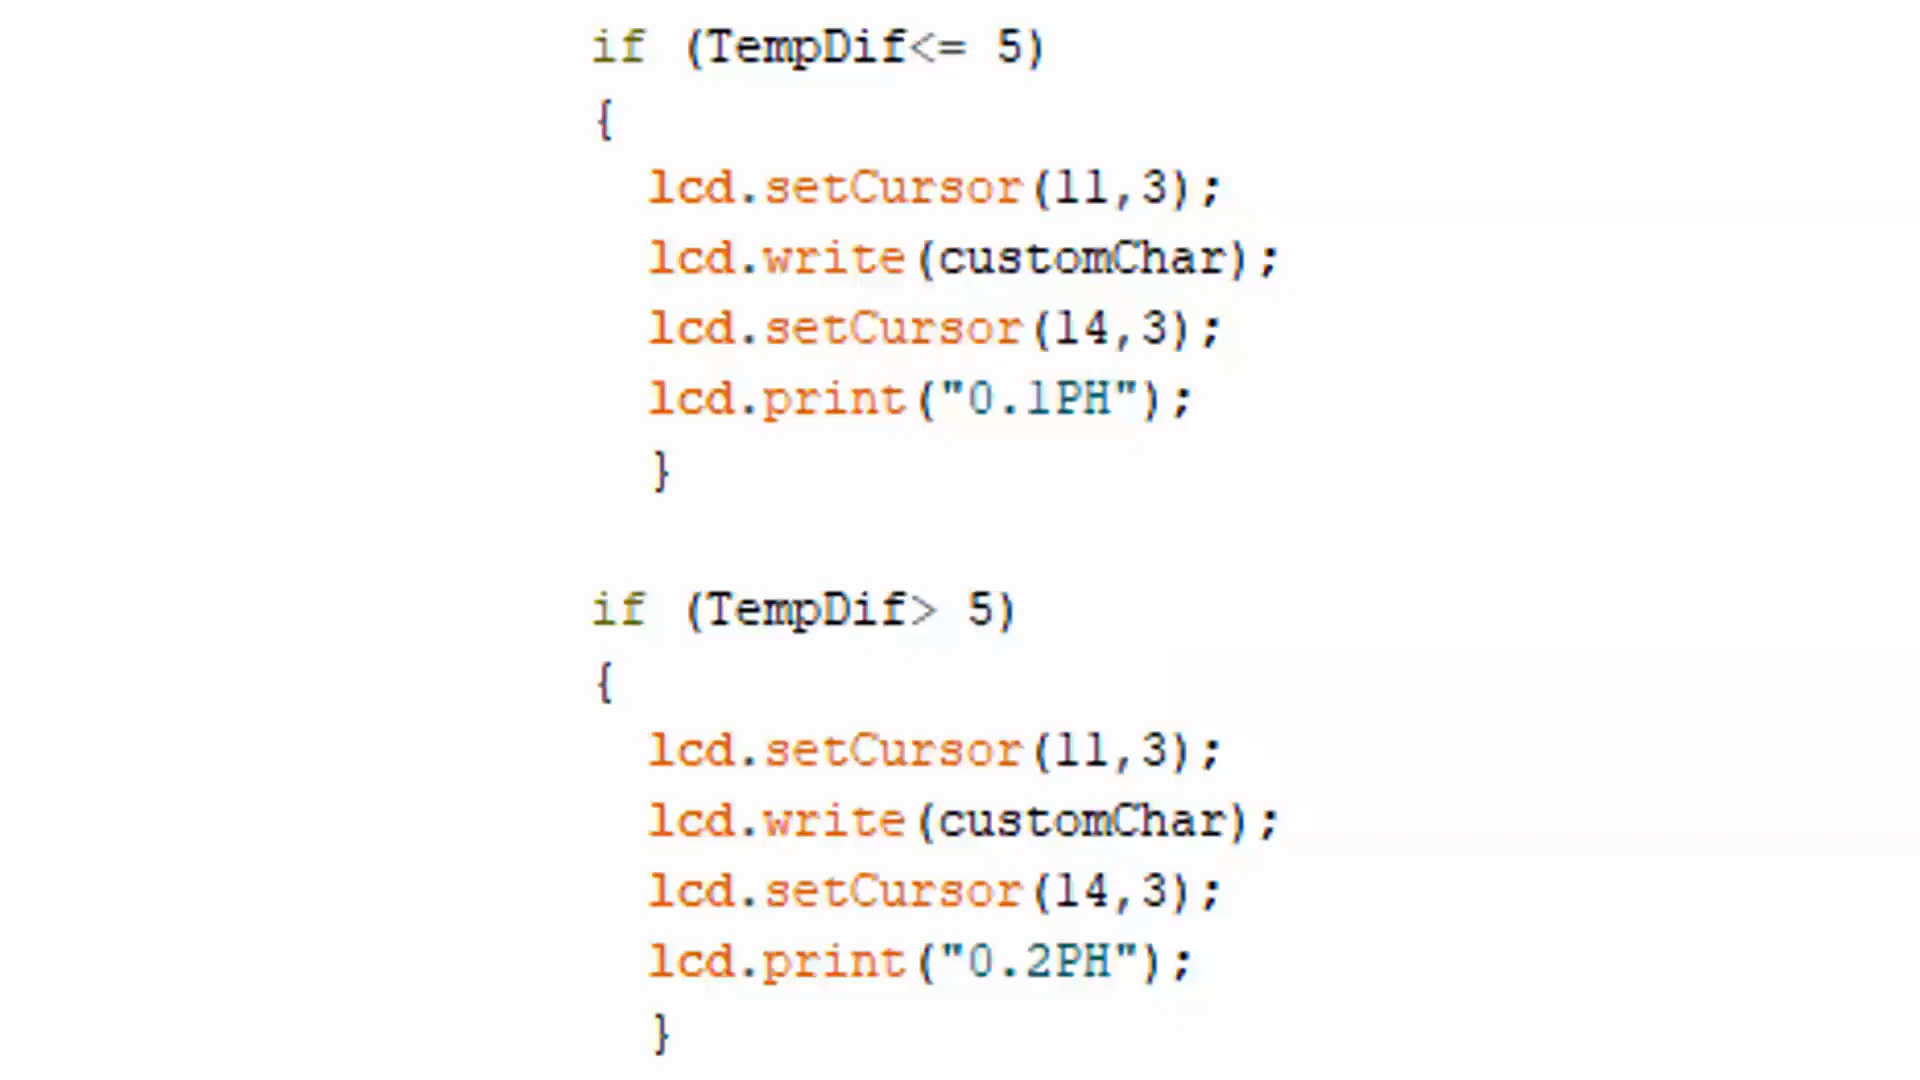 if (TempDif<= 5)
{
lcd.setCursor(11,3);
lcd.write(customChar);
lcd.setCursor(14,3);
lcd.print("0.1PH");
}
if (TempDif> 5)
{
lcd.setCursor(11,3);
lcd.write(customChar);
lcd.setCursor(14,3);
lcd.print("0.2PH");
}